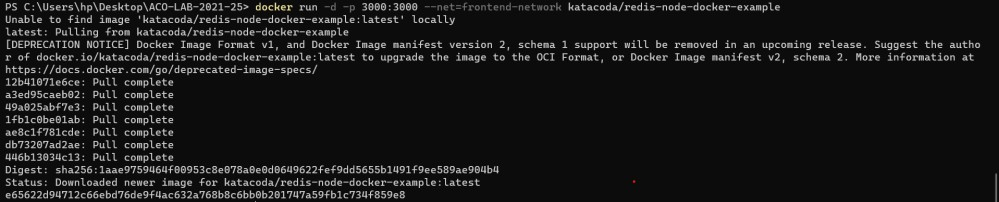 PS C:\Users\hp\Desktop\ACO-LAB-2021-25> docker run -d -p 3000:3000 --net=frontend-network katacoda/redis-node-docker-example
Unable to find image 'katacoda/redis-node-docker-example:latest' locally
latest: Pulling from katacoda/redis-node-docker-example
[DEPRECATION NOTICE] Docker Image Format v1, and Docker Image manifest version 2, schema 1 support will be removed in an upcoming release. Suggest the autho
r of docker.io/katacoda/redis-node-docker-example:latest to upgrade the image to the OCI Format, or Docker Image manifest v2, schema 2. More information at
https://docs.docker.com/go/deprecated-image-specs/
12b41071e6ce: Pull complete
a3ed95caeb02: Pull complete
49a025abf7e3: Pull complete
1fb1c0be01ab: Pull complete
ae8c1f781cde: Pull complete
db73207ad2ae: Pull complete
446b13034c13: Pull complete
Digest: sha256:1aae9759464f00953c8e078a0e0d0649622fef9dd5655b1491f9ee589ae904b4
Status: Downloaded newer image for katacoda/redis-node-docker-example:latest
e65622d94712c66ebd76de9f4ac632a768b8c6bb0b201747a59fb1c734f859e8